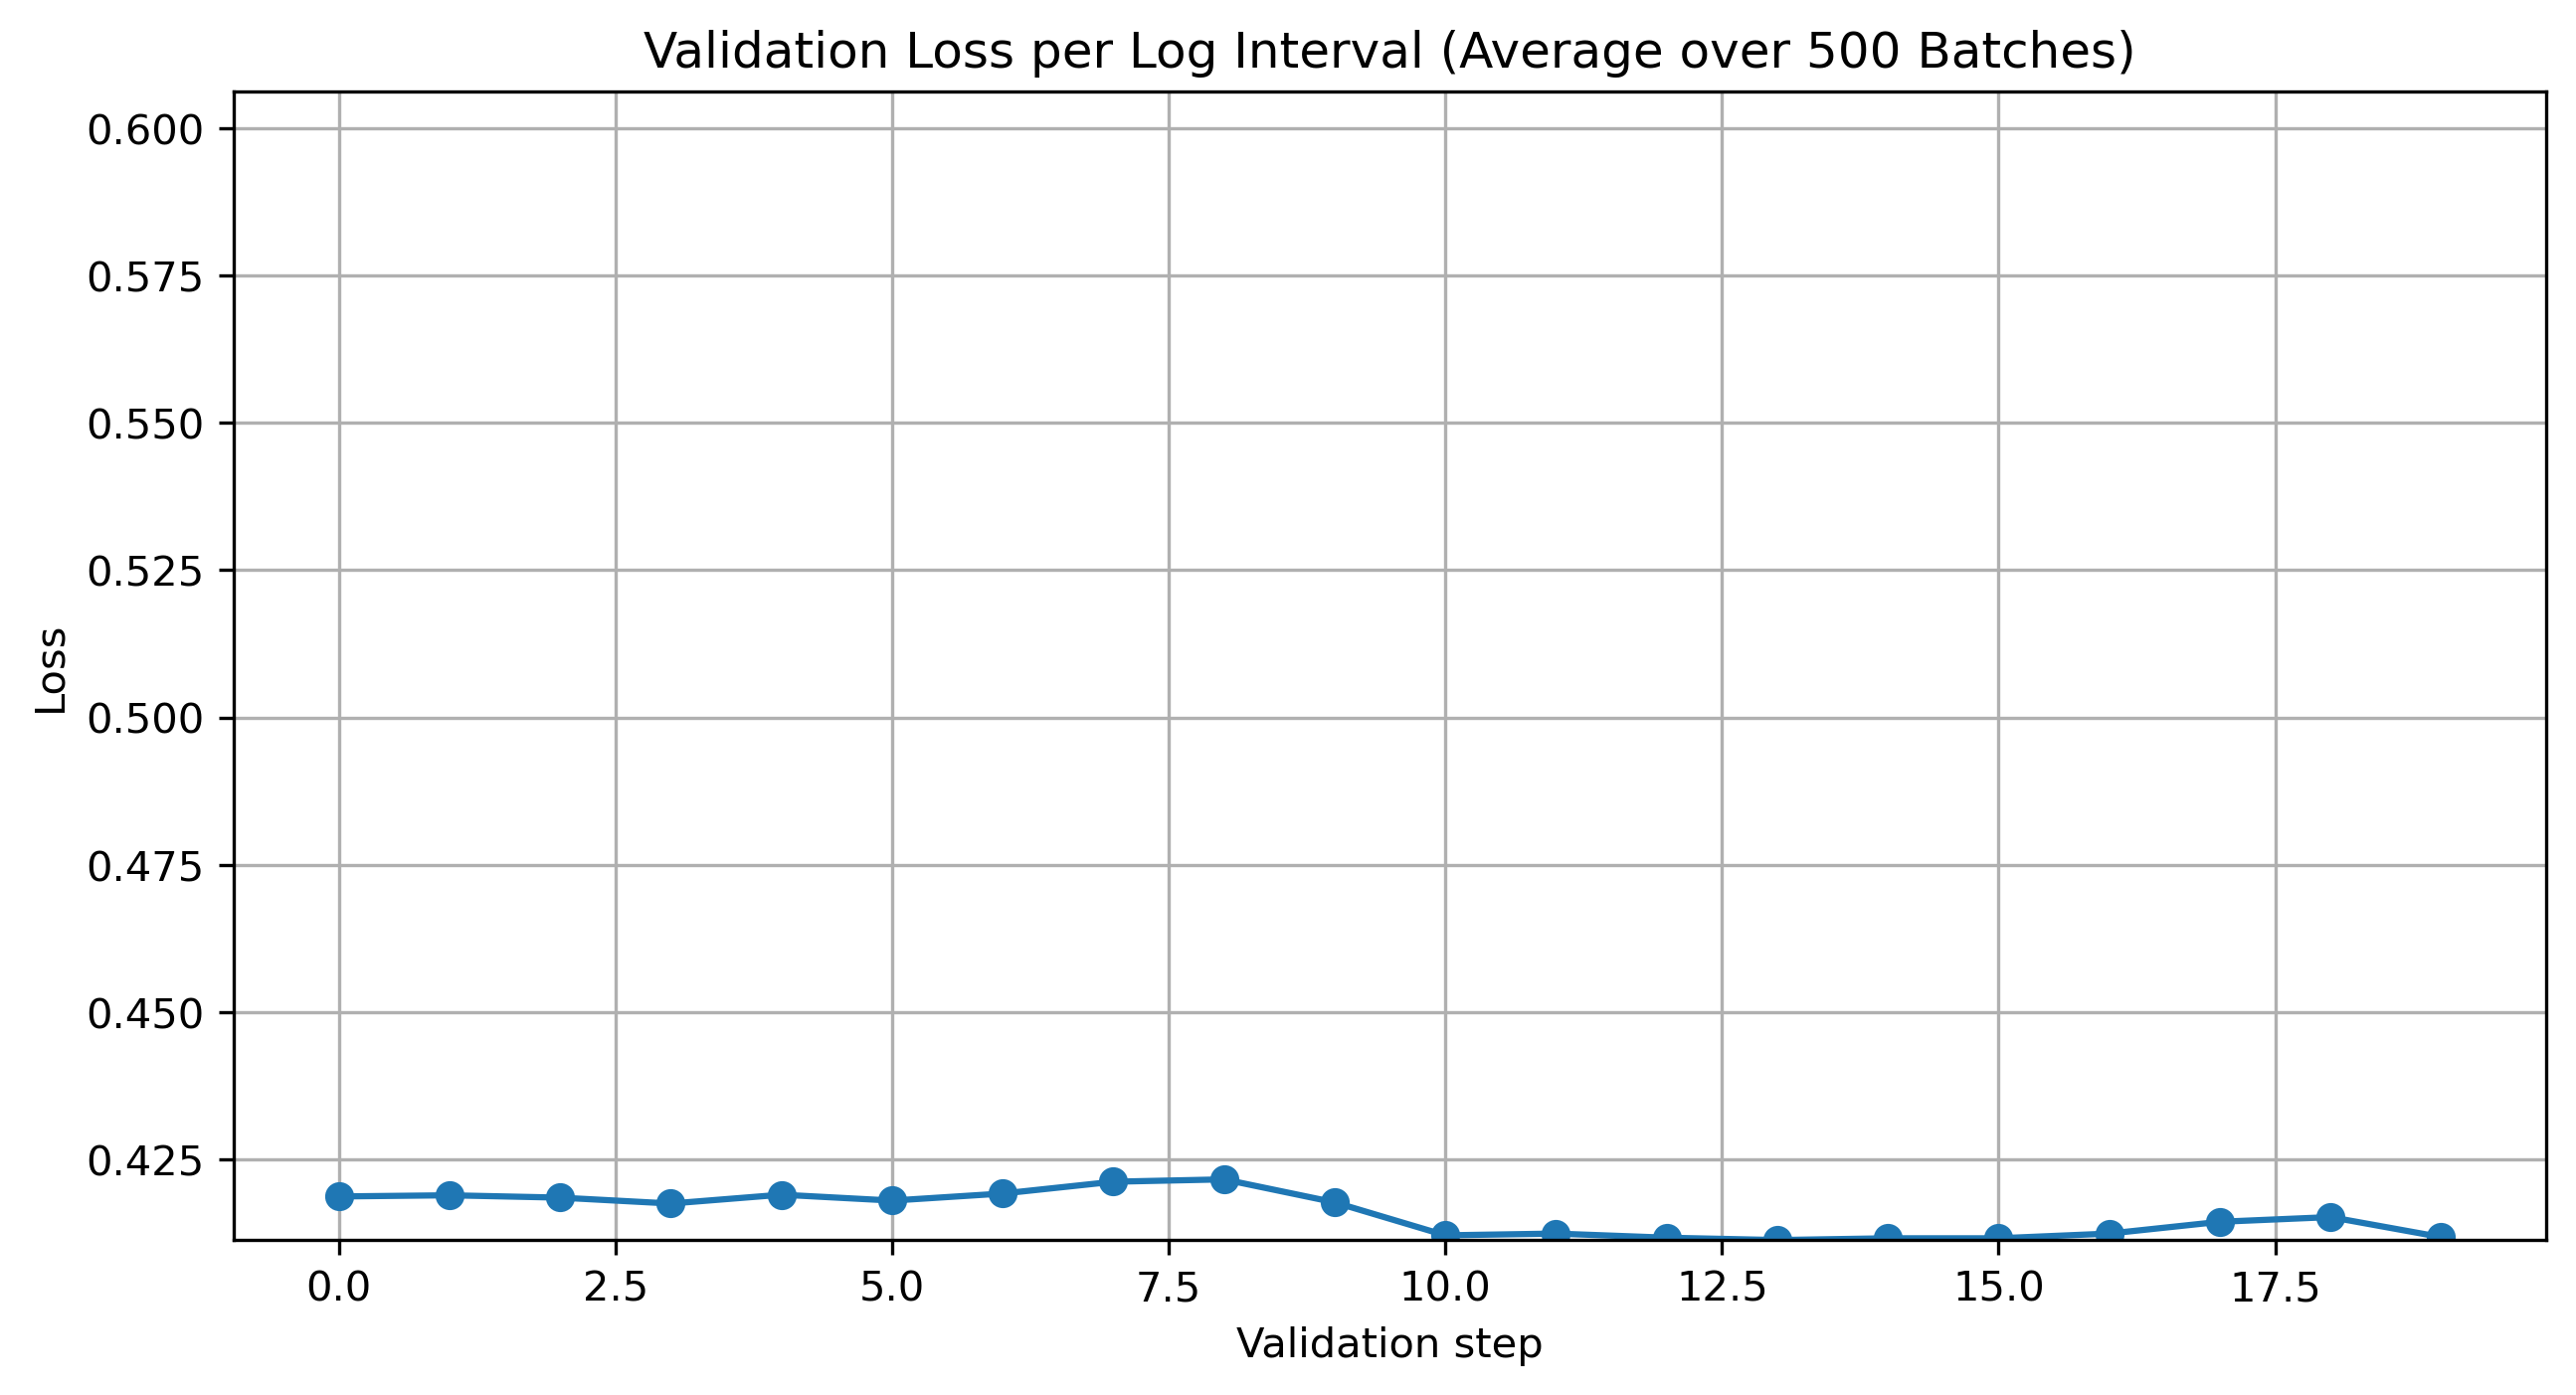 Validation Loss per Log Interval (Average over 500 Batches)
0.600
0.575
0.550
0.525
0.500
0.475
0.450
0.425
Loss
0.0 2.5 5.0 7.5 10.0 12.5 15.0 17.5
Validation step